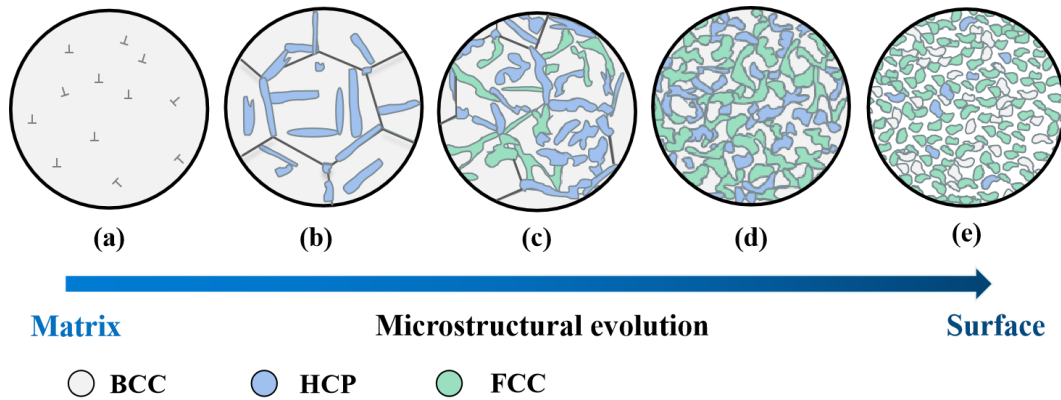 (a) (b) (c) (d) (e)
Matrix Microstructural evolution Surface
BCC HCP FCC